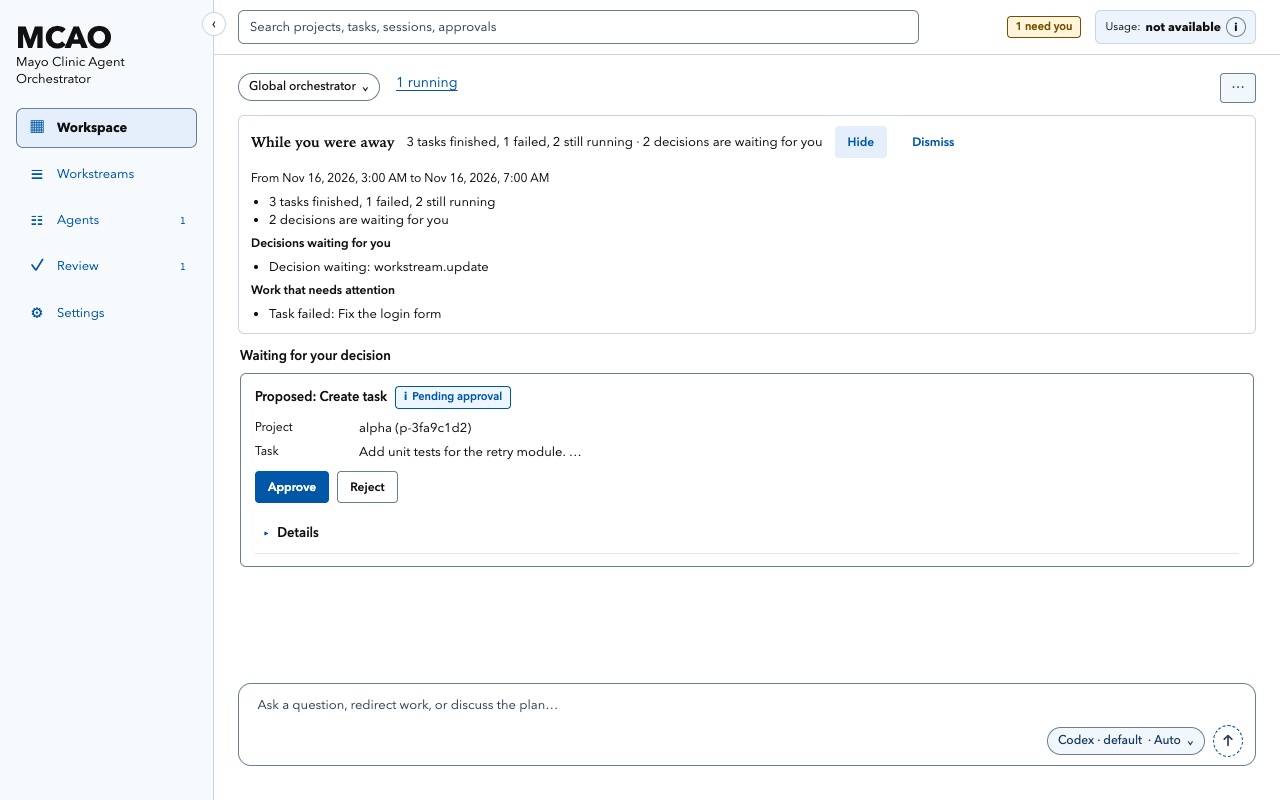 MCAO
Mayo Clinic Agent
Orchestrator
Workspace
Workstreams
Agents 1
Review 1
Settings
Search projects, tasks, sessions, approvals
1 need you
Usage: not available i
Global orchestrator
1 running
...
While you were away 3 tasks finished, 1 failed, 2 still running · 2 decisions are waiting for you Hide Dismiss
From Nov 16, 2026, 3:00 AM to Nov 16, 2026, 7:00 AM
• 3 tasks finished, 1 failed, 2 still running
• 2 decisions are waiting for you
Decisions waiting for you
• Decision waiting: workstream.update
Work that needs attention
• Task failed: Fix the login form
Waiting for your decision
Proposed: Create task i Pending approval
Project alpha (p-3fa9c1d2)
Task Add unit tests for the retry module. …
Approve Reject
Details
Ask a question, redirect work, or discuss the plan…
Codex · default · Auto